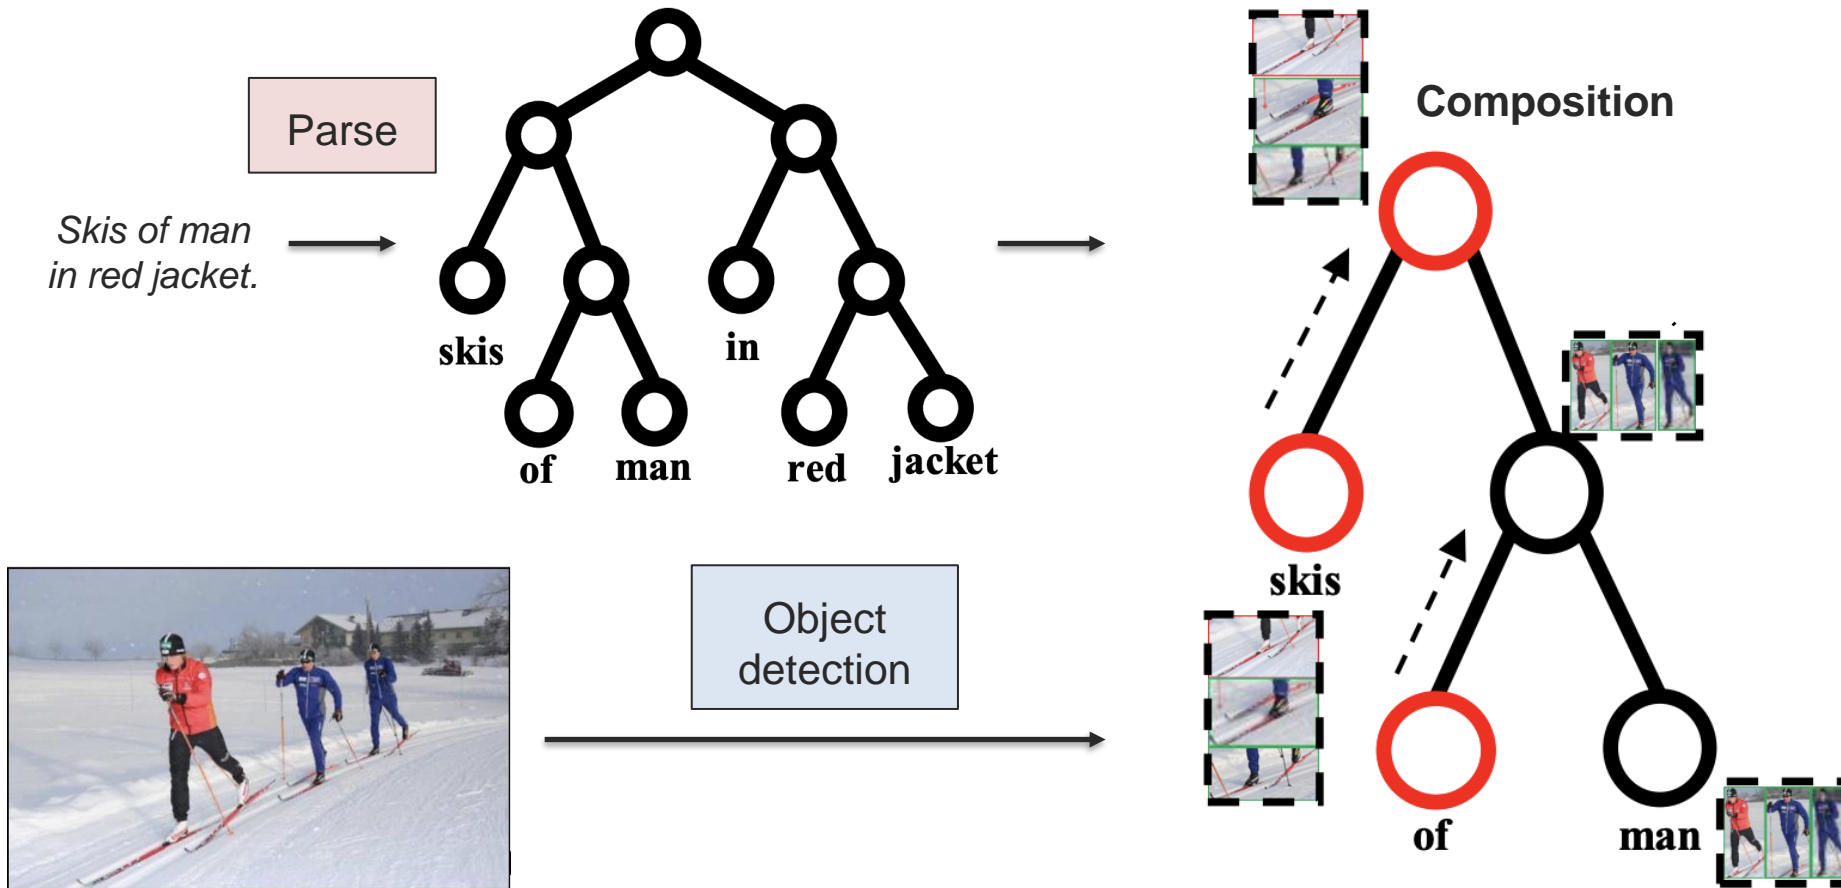 Parse
Skis of man
in red jacket.
skis
in
of
man
red
jacket
Object
detection
Composition
skis
of
man